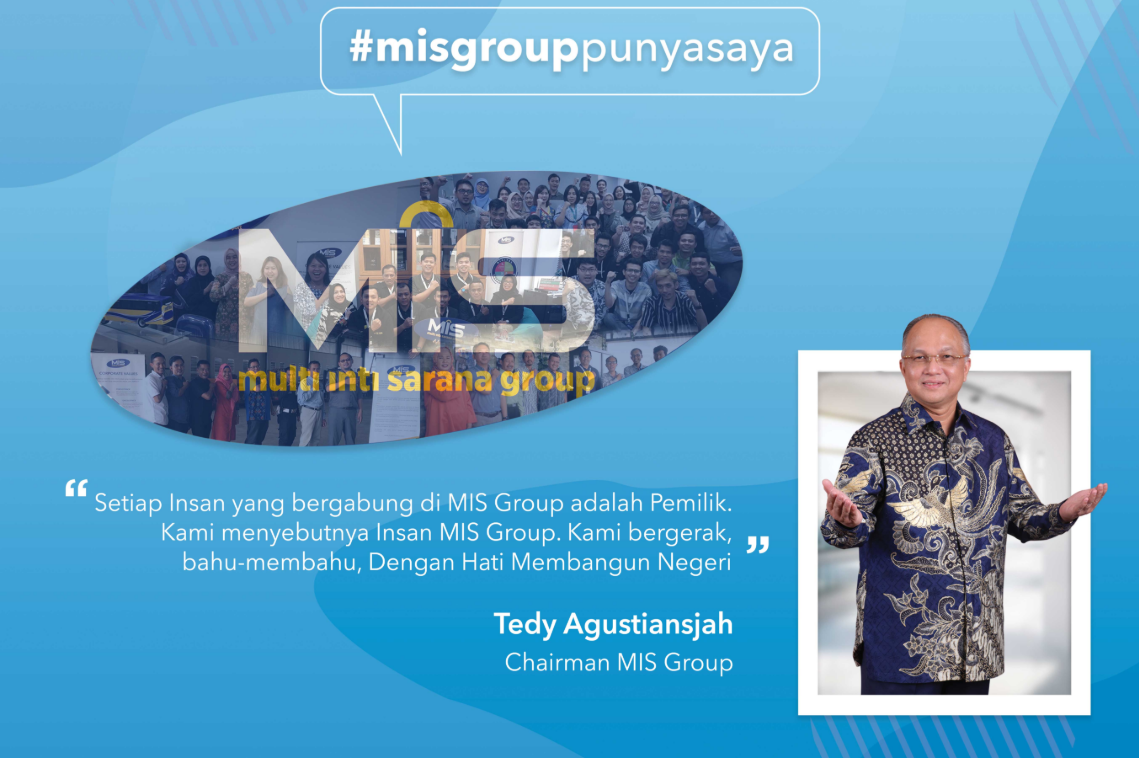 #misgrouppunyasaya
MIS
multi inti sarana group
MIS
“ Setiap Insan yang bergabung di MIS Group adalah Pemilik.
Kami menyebutnya Insan MIS Group. Kami bergerak,
bahu-membahu, Dengan Hati Membangun Negeri ”
Tedy Agustiansjah
Chairman MIS Group